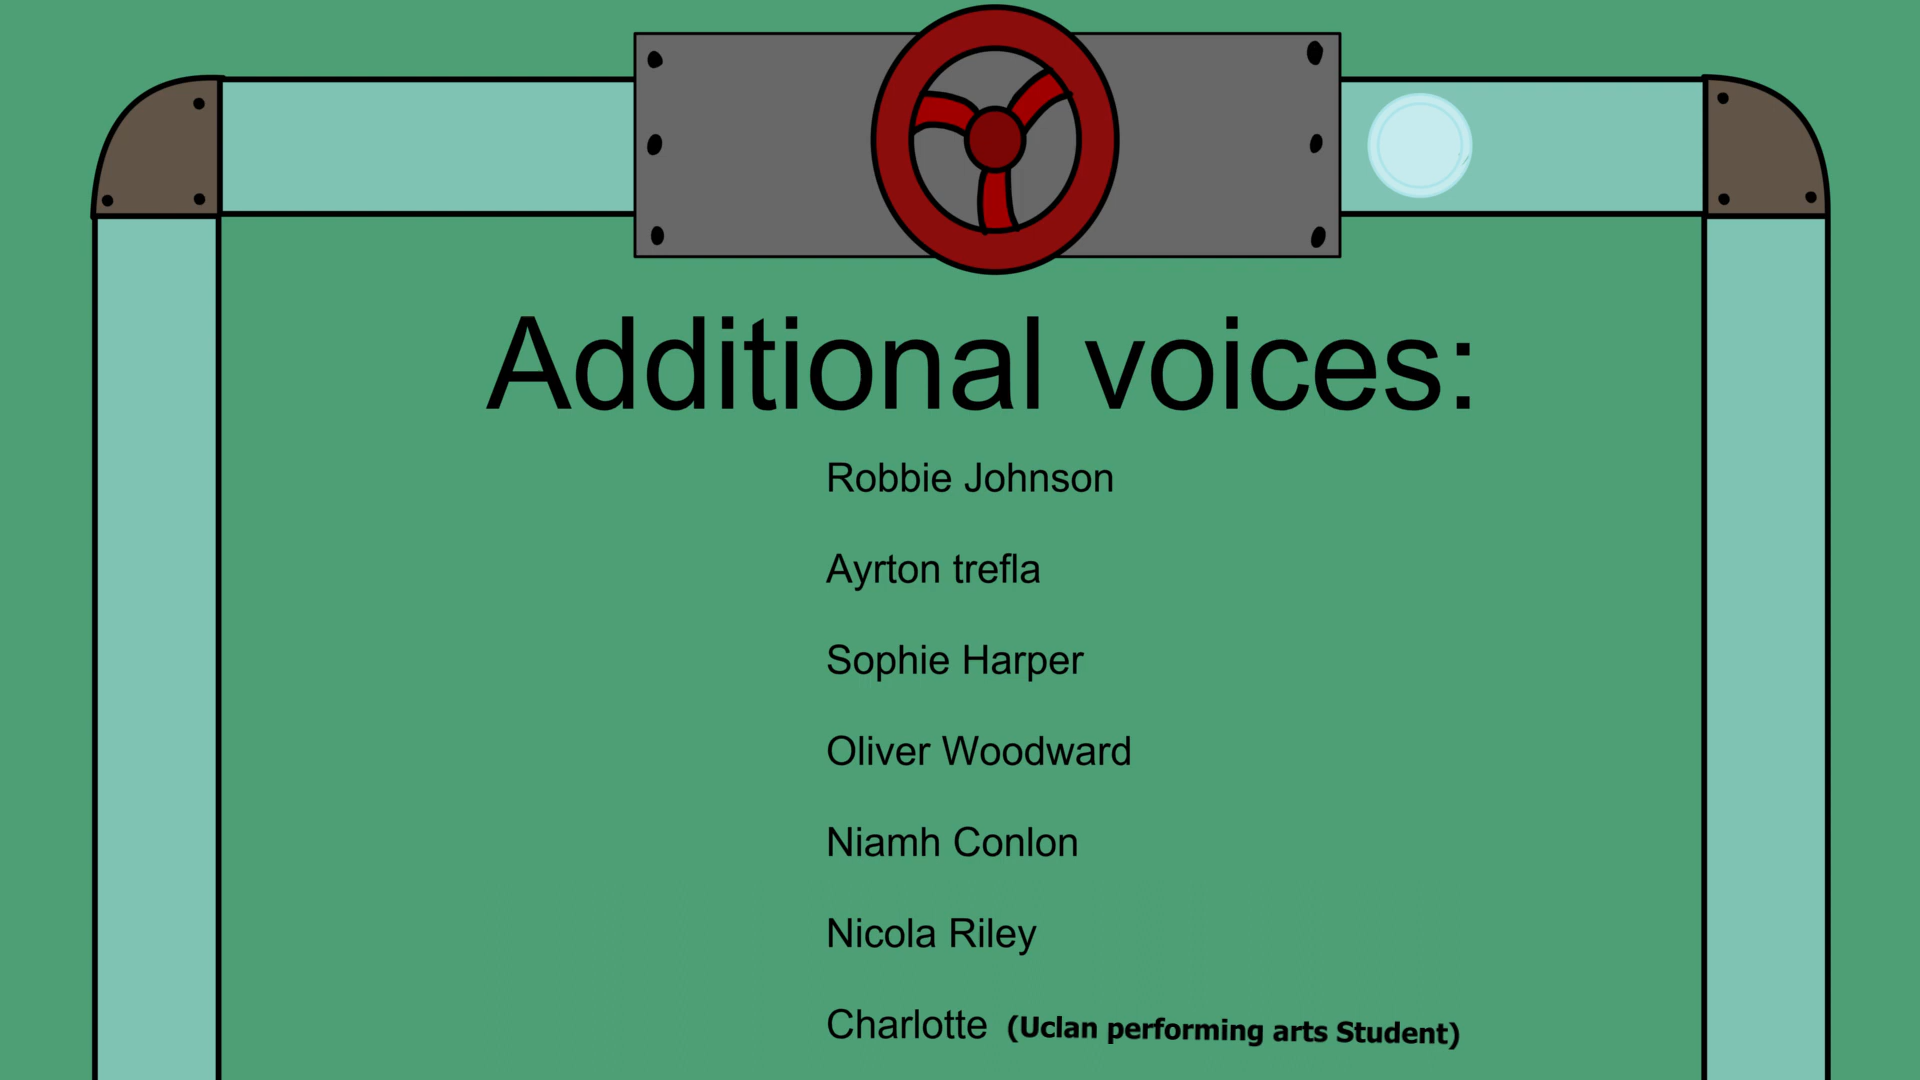 Additional voices:
Robbie Johnson
Ayrton trefla
Sophie Harper
Oliver Woodward
Niamh Conlon
Nicola Riley
Charlotte (Uclan performing arts Student)